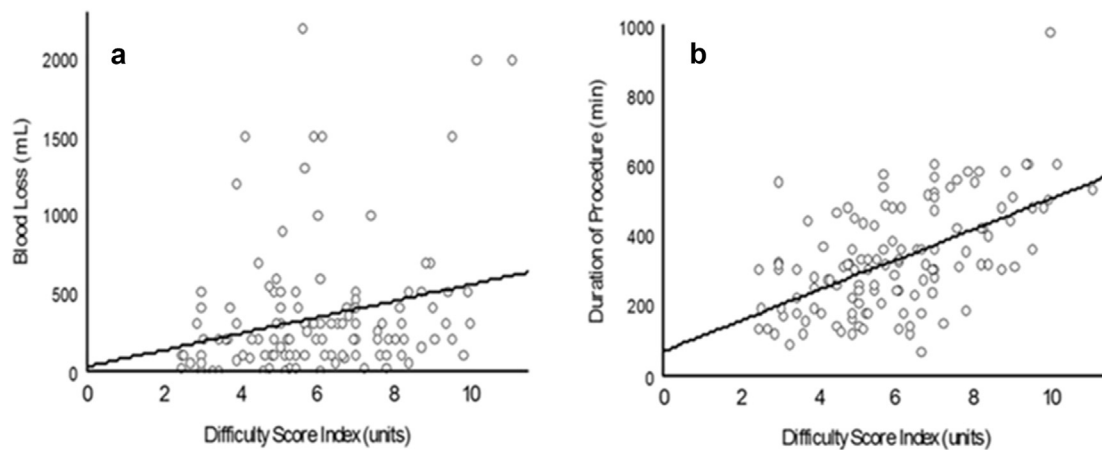 a
Blood Loss (mL)
2000
1500
1000
500
0
0 2 4 6 8 10
Difficulty Score Index (units)
b
Duration of Procedure (min)
1000
800
600
400
200
0
0 2 4 6 8 10
Difficulty Score Index (units)